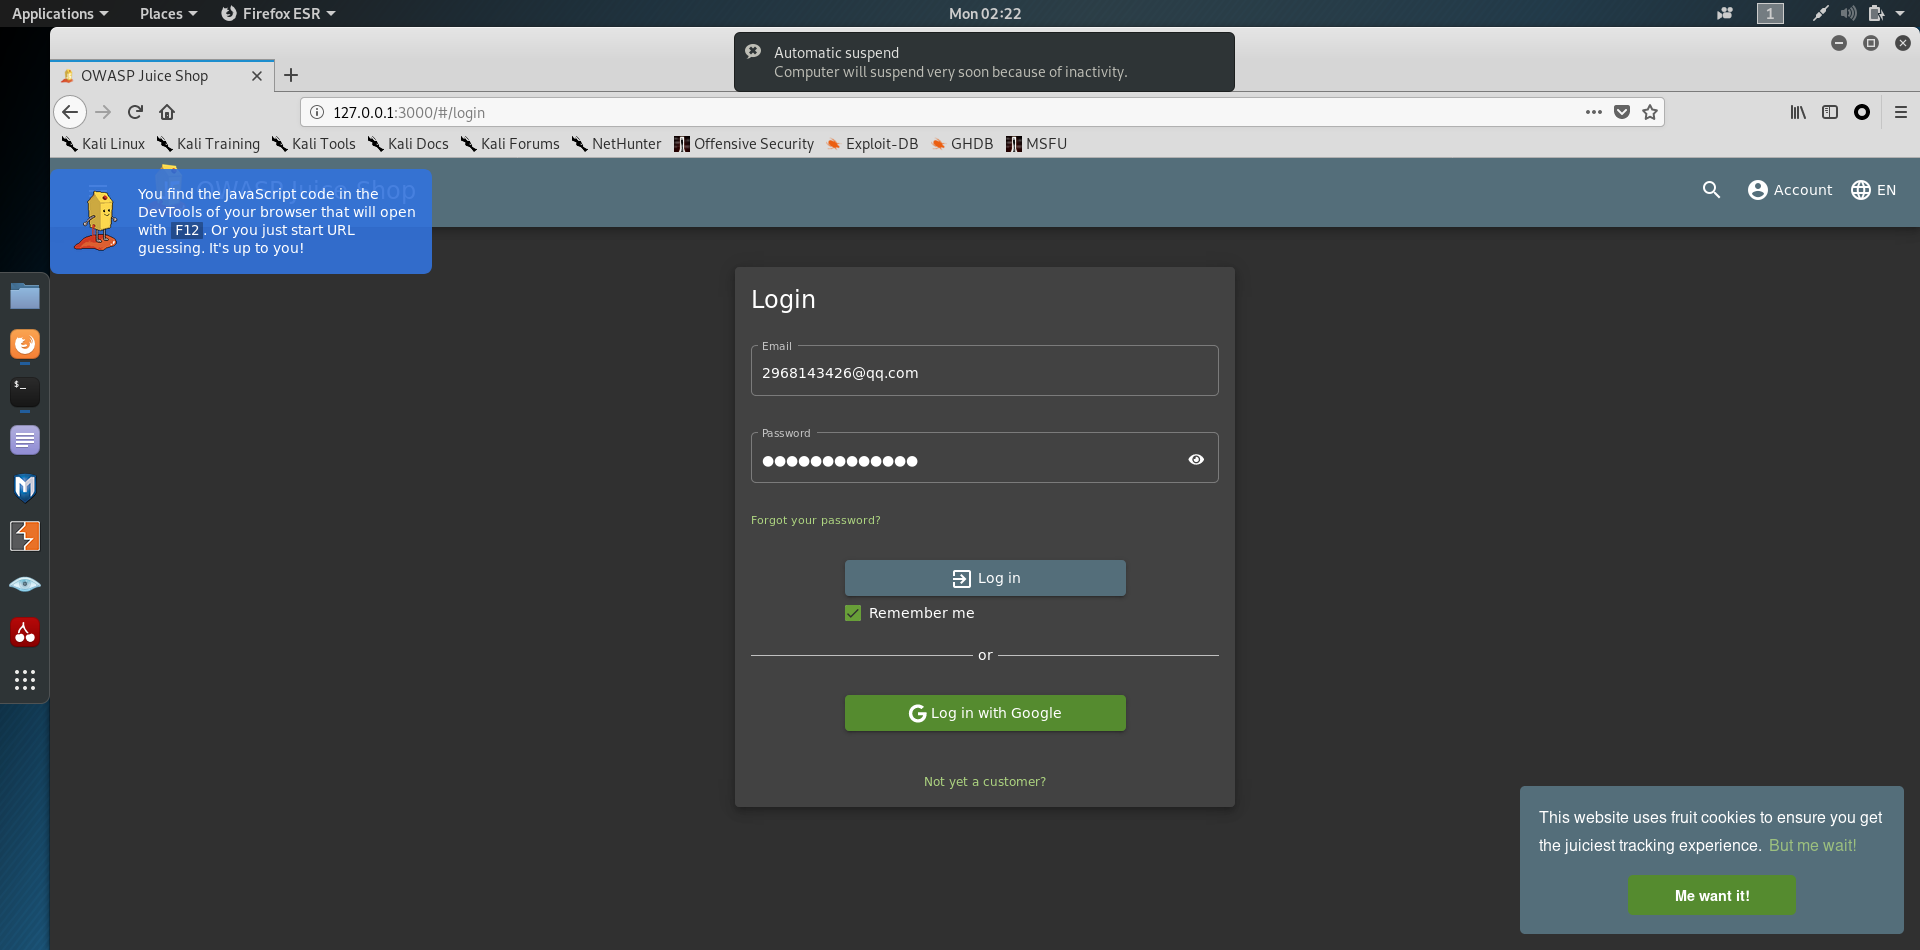 Applications Places Firefox ESR Mon 02:22 1
Automatic suspend
Computer will suspend very soon because of inactivity.
OWASP Juice Shop
127.0.0.1:3000/#/login
Kali Linux Kali Training Kali Tools Kali Docs Kali Forums NetHunter Offensive Security Exploit-DB GHDB MSFU
OWASP Juice Shop
Account EN
You find the JavaScript code in the
DevTools of your browser that will open
with F12. Or you just start URL
guessing. It's up to you!
Login
Email
2968143426@qq.com
Password
Forgot your password?
Log in
Remember me
or
Log in with Google
Not yet a customer?
This website uses fruit cookies to ensure you get
the juiciest tracking experience. But me wait!
Me want it!
$_